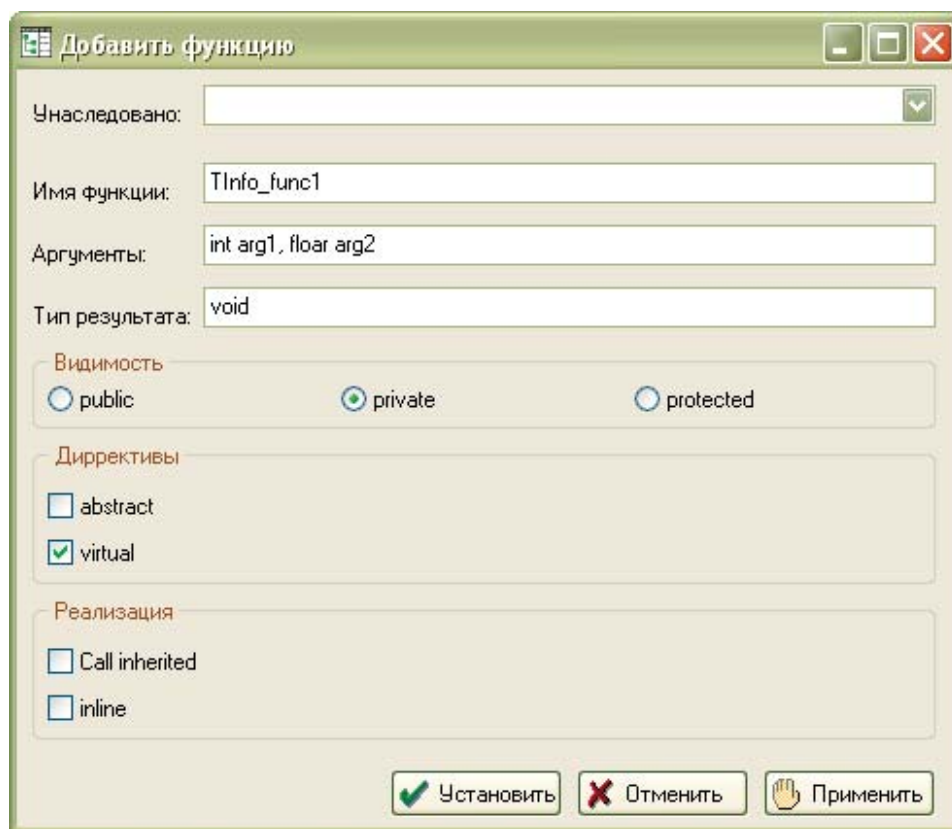 Добавить функцию
Унаследовано:
Имя функции: TInfo_func1
Аргументы: int arg1, floar arg2
Тип результата: void
Видимость
public private protected
Диррективы
abstract
virtual
Реализация
Call inherited
inline
Установить Отменить Применить